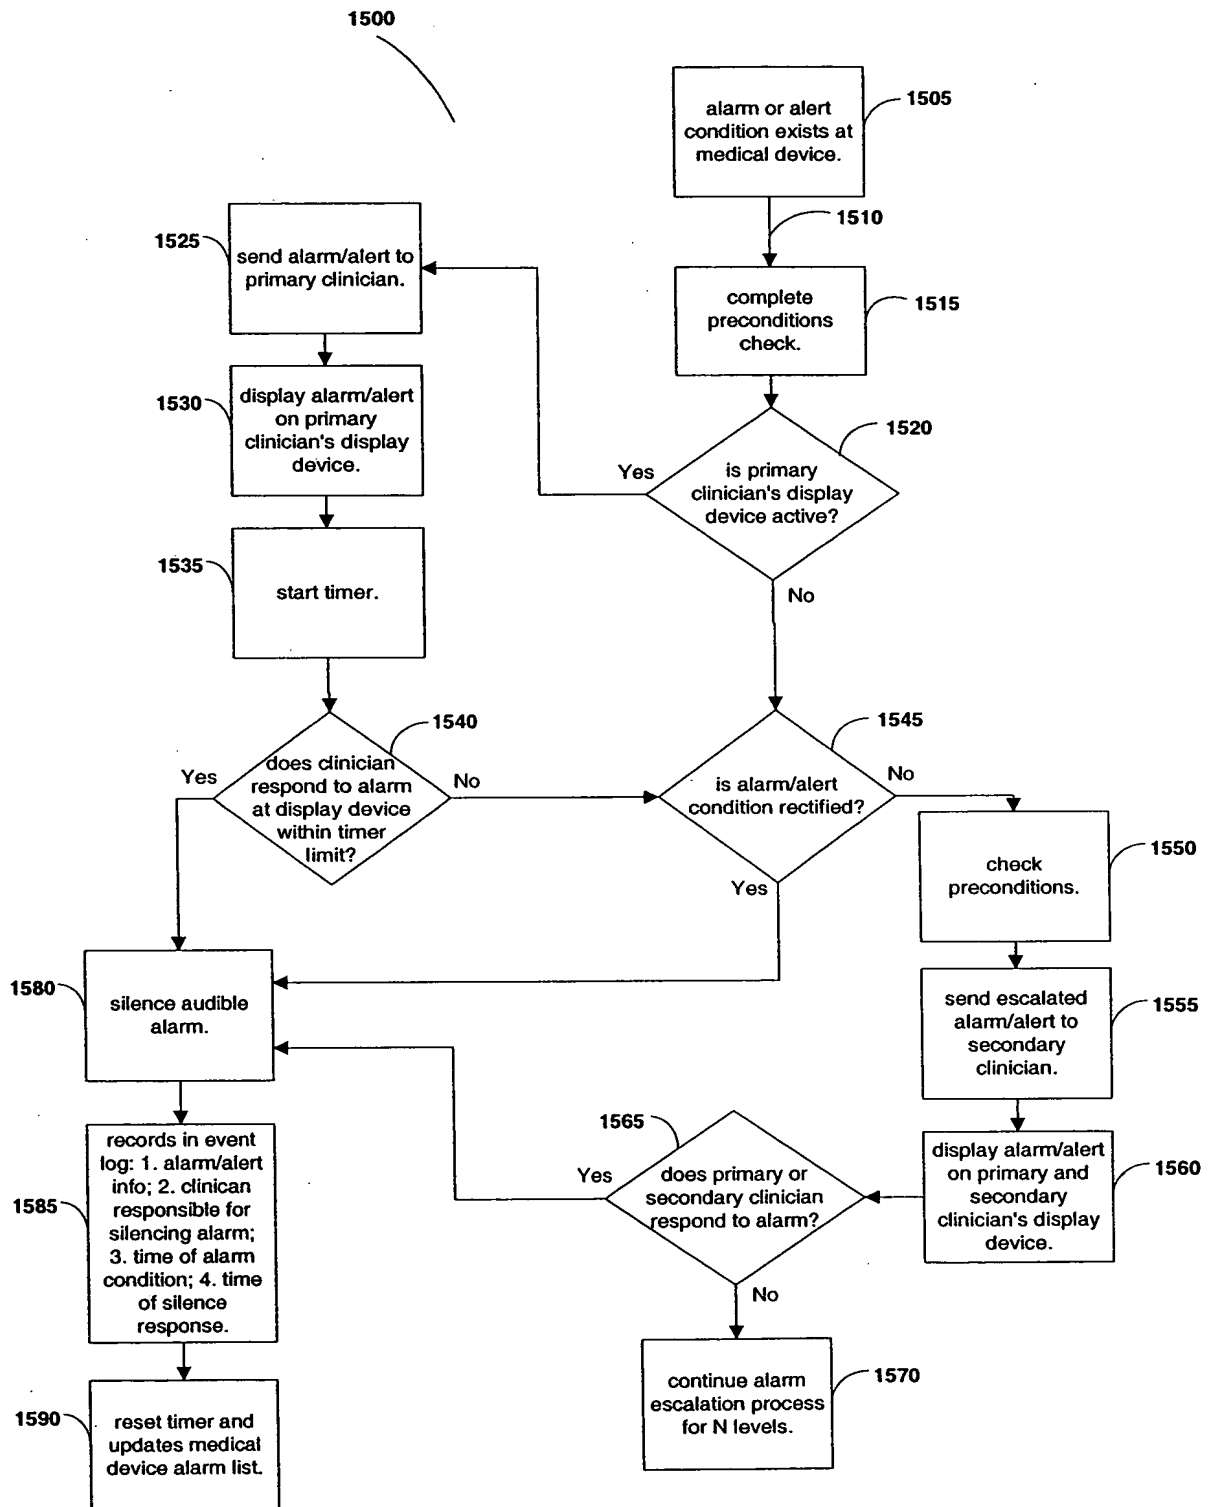 1500
alarm or alert
condition exists at
medical device.
1505
1510
1525
send alarm/alert to
primary clinician.
complete
preconditions
check.
1515
1530
display alarm/alert
on primary
clinician's display
device.
1520
Yes
is primary
clinician's display
device active?
No
1535
start timer.
1540
Yes
does clinician
respond to alarm
at display device
within timer
limit?
No
1545
is alarm/alert
condition rectified?
No
Yes
check
preconditions.
1550
1580
silence audible
alarm.
send escalated
alarm/alert to
secondary
clinician.
1555
1565
Yes
does primary or
secondary clinician
respond to alarm?
No
display alarm/alert
on primary and
secondary
clinician's display
device.
1560
1585
records in event
log: 1. alarm/alert
info; 2. clinican
responsible for
silencing alarm;
3. time of alarm
condition; 4. time
of silence
response.
continue alarm
escalation process
for N levels.
1570
1590
reset timer and
updates medical
device alarm list.